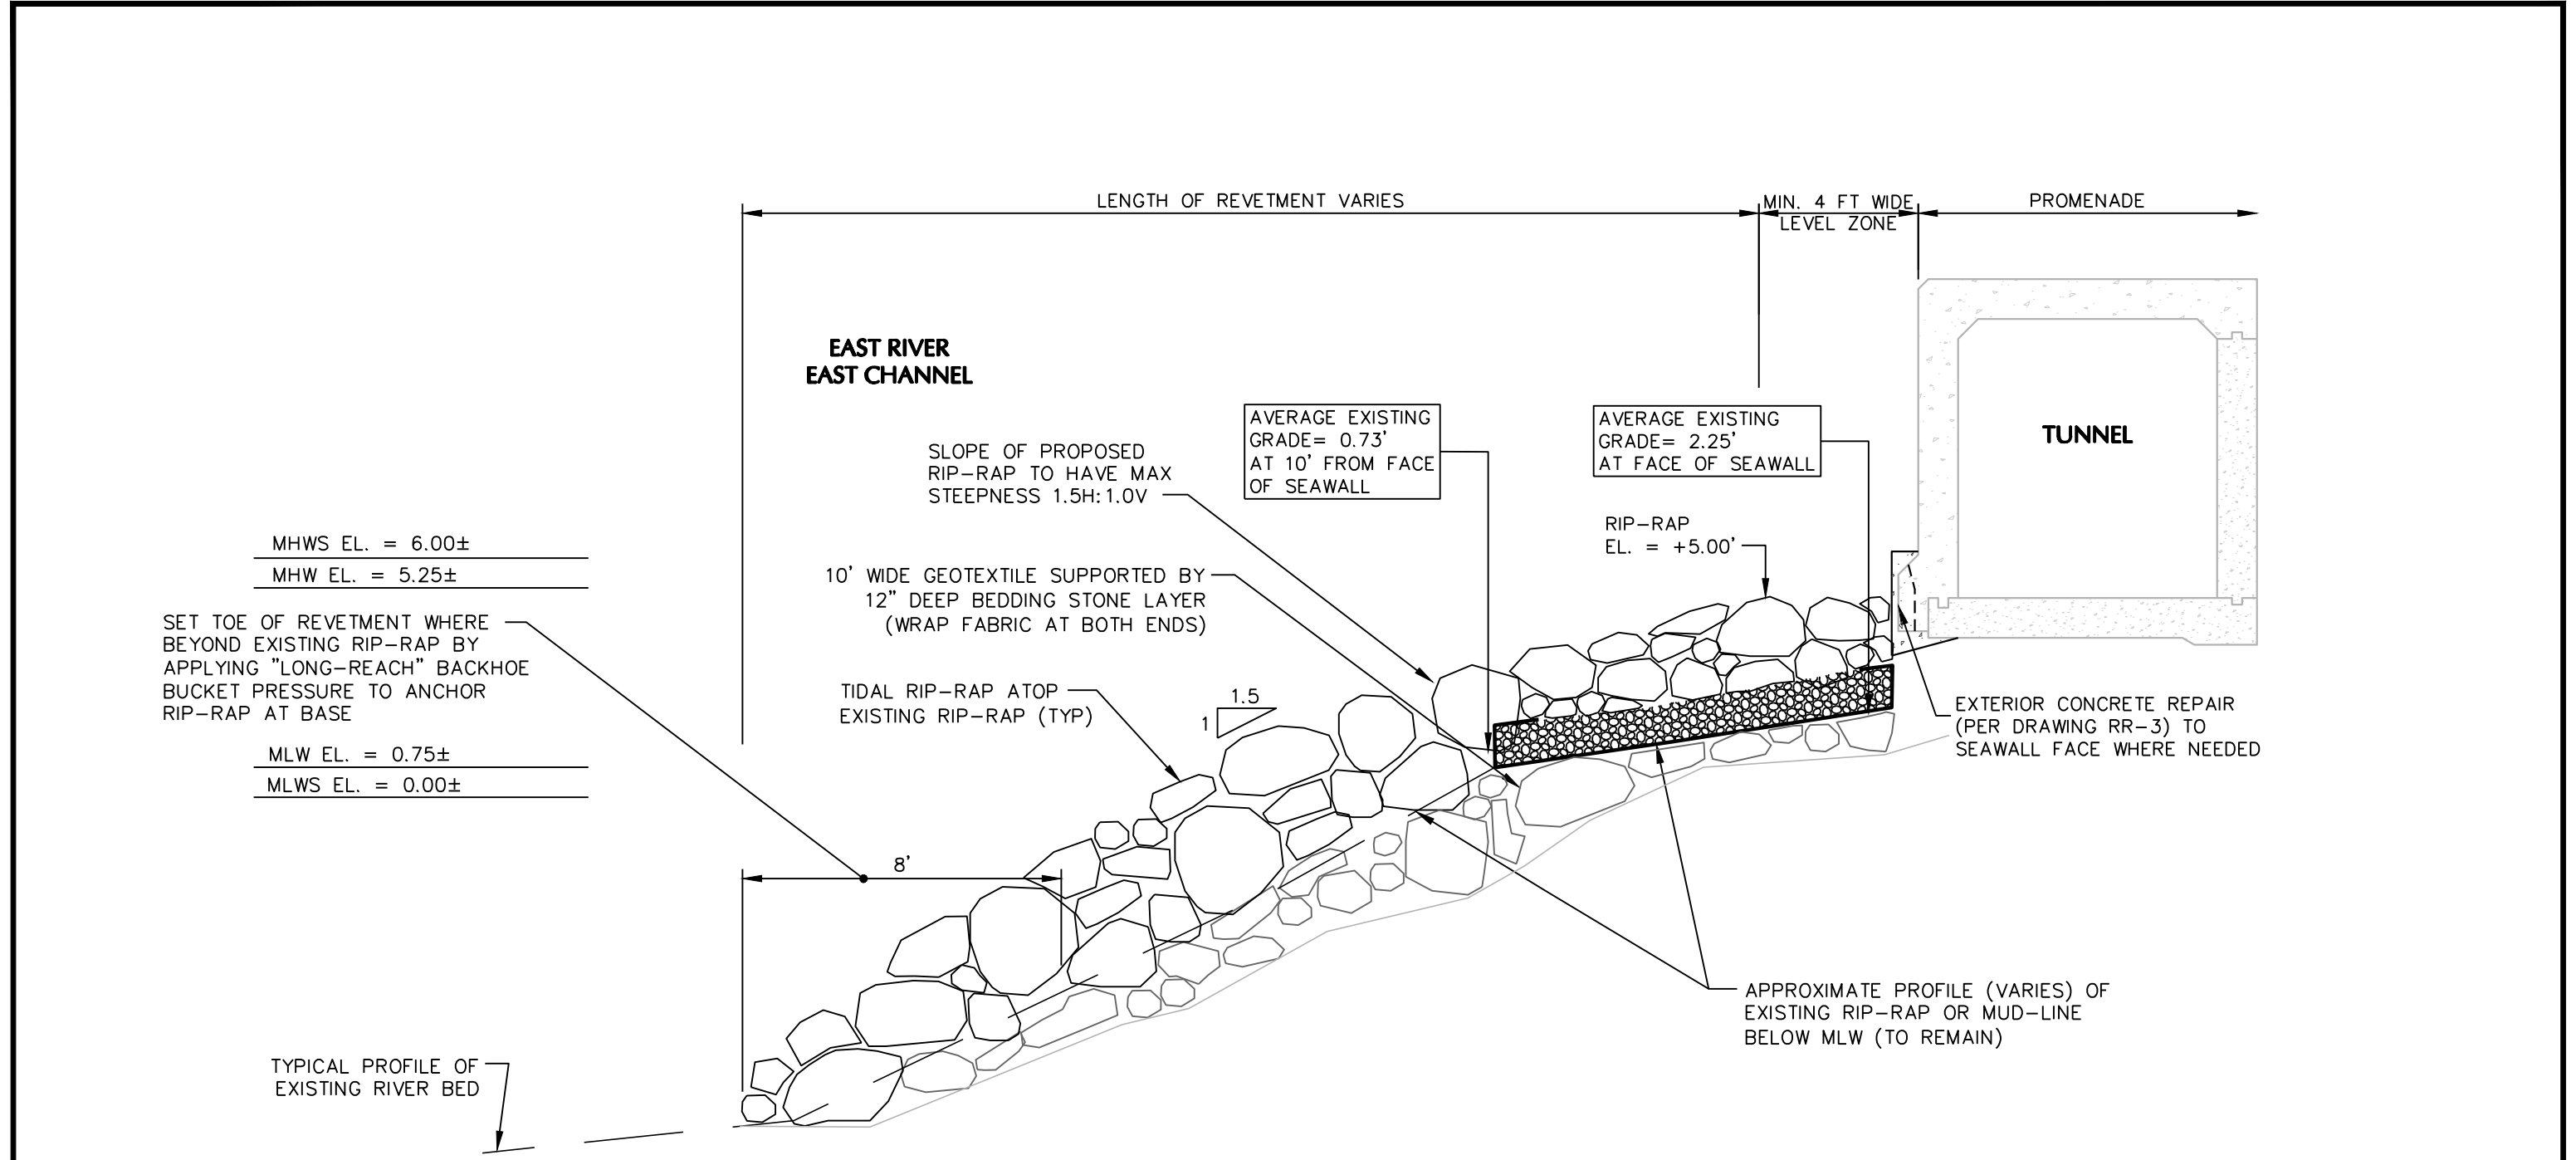 LENGTH OF REVETMENT VARIES
MIN. 4 FT WIDE
LEVEL ZONE
PROMENADE
EAST RIVER
EAST CHANNEL
AVERAGE EXISTING
GRADE= 0.73'
AT 10' FROM FACE
OF SEAWALL
AVERAGE EXISTING
GRADE= 2.25'
AT FACE OF SEAWALL
TUNNEL
SLOPE OF PROPOSED
RIP-RAP TO HAVE MAX
STEEPNESS 1.5H:1.0V
RIP-RAP
EL. = +5.00'
MHWS EL. = 6.00±
MHW EL. = 5.25±
10' WIDE GEOTEXTILE SUPPORTED BY
12" DEEP BEDDING STONE LAYER
(WRAP FABRIC AT BOTH ENDS)
SET TOE OF REVETMENT WHERE
BEYOND EXISTING RIP-RAP BY
APPLYING "LONG-REACH" BACKHOE
BUCKET PRESSURE TO ANCHOR
RIP-RAP AT BASE
TIDAL RIP-RAP ATOP
EXISTING RIP-RAP (TYP)
1.5
1
EXTERIOR CONCRETE REPAIR
(PER DRAWING RR-3) TO
SEAWALL FACE WHERE NEEDED
MLW EL. = 0.75±
MLWS EL. = 0.00±
8'
APPROXIMATE PROFILE (VARIES) OF
EXISTING RIP-RAP OR MUD-LINE
BELOW MLW (TO REMAIN)
TYPICAL PROFILE OF
EXISTING RIVER BED